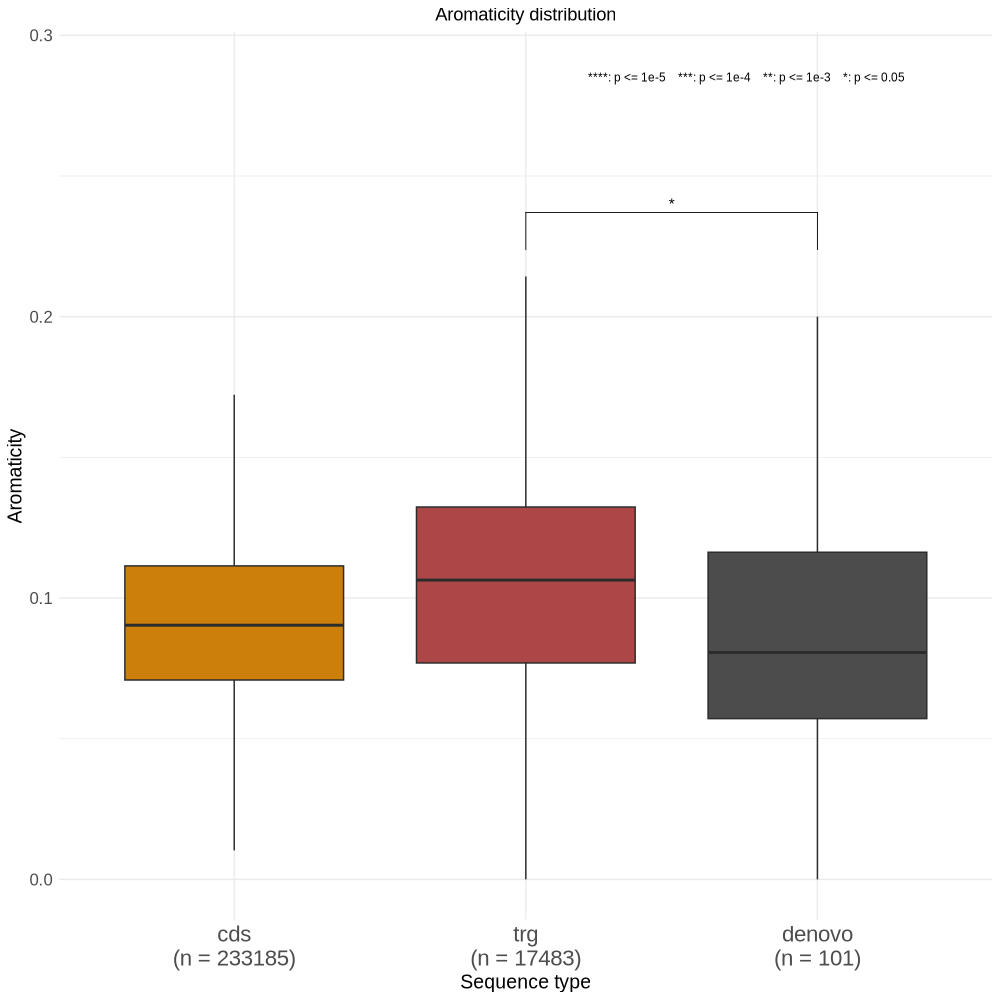 Aromaticity distribution
0.3
****: p <= 1e-5 ***: p <= 1e-4 **: p <= 1e-3 *: p <= 0.05
*
0.2
Aromaticity
0.1
0.0
cds trg denovo
(n = 233185) (n = 17483) (n = 101)
Sequence type